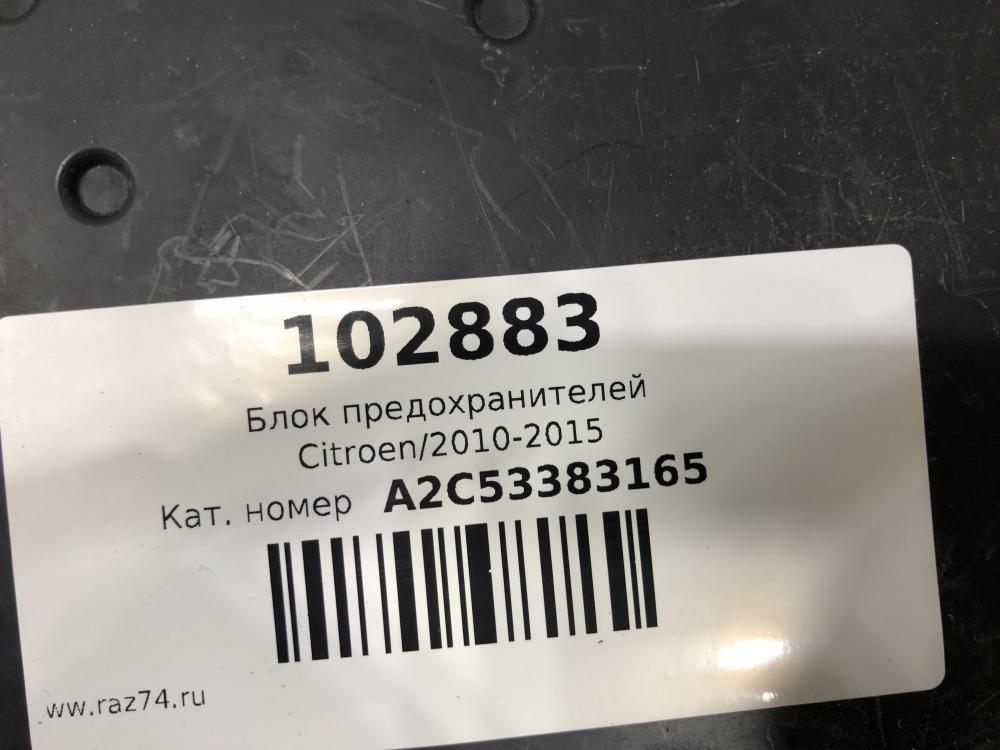 102883
Блок предохранителей
Citroen/2010-2015
Кат. номер A2C53383165
ww.raz74.ru